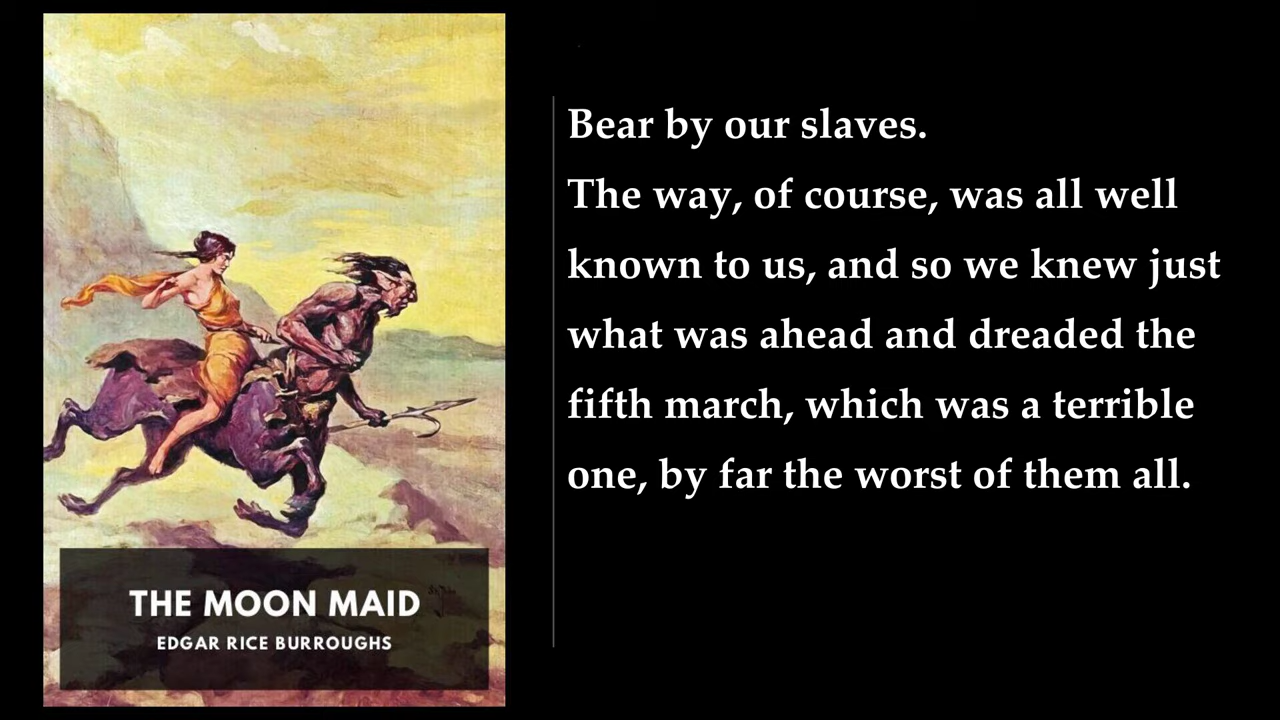 Bear by our slaves.
The way, of course, was all well
known to us, and so we knew just
what was ahead and dreaded the
fifth march, which was a terrible
one, by far the worst of them all.
THE MOON MAID
EDGAR RICE BURROUGHS